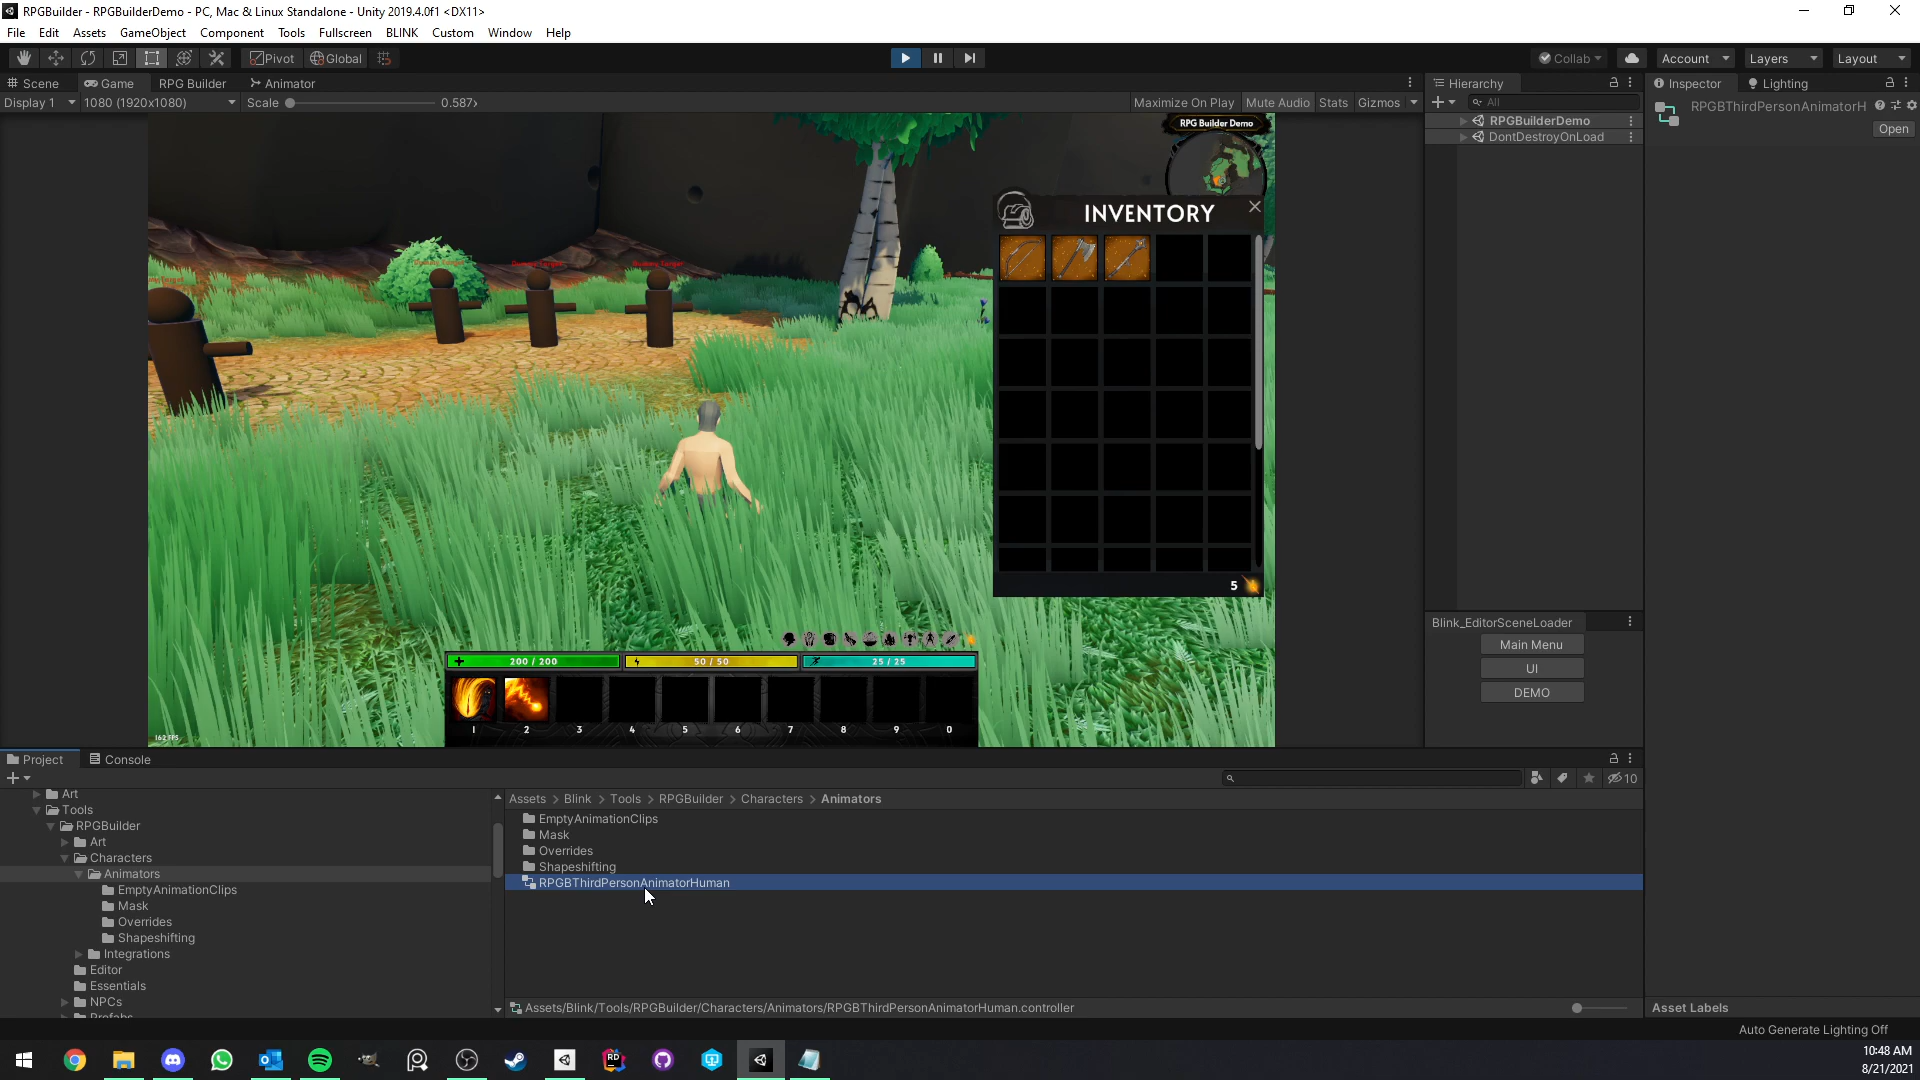 RPGBuilder - RPGBuilderDemo - PC, Mac & Linux Standalone - Unity 2019.4.0f1 <DX11>
File Edit Assets GameObject Component Tools Fullscreen BLINK Custom Window Help
Pivot Global Collab Account Layers Layout
Scene Game RPG Builder Animator
Display 1 1080 (1920x1080) Scale 0.587x Maximize On Play Mute Audio Stats Gizmos
Hierarchy
All
RPGBuilderDemo
DontDestroyOnLoad
Inspector Lighting
RPGBThirdPersonAnimatorH
Open
RPG Builder Demo
INVENTORY
5
200 / 200 50 / 50 25 / 25
1 2 3 4 5 6 7 8 9 0
162 FPS
Blink_EditorSceneLoader
Main Menu
UI
DEMO
Project Console
10
Art
Tools
RPGBuilder
Art
Characters
Animators
EmptyAnimationClips
Mask
Overrides
Shapeshifting
Integrations
Editor
Essentials
NPCs
Prefabs
Assets > Blink > Tools > RPGBuilder > Characters > Animators
EmptyAnimationClips
Mask
Overrides
Shapeshifting
RPGBThirdPersonAnimatorHuman
Assets/Blink/Tools/RPGBuilder/Characters/Animators/RPGBThirdPersonAnimatorHuman.controller
Asset Labels
Auto Generate Lighting Off
10:48 AM
8/21/2021